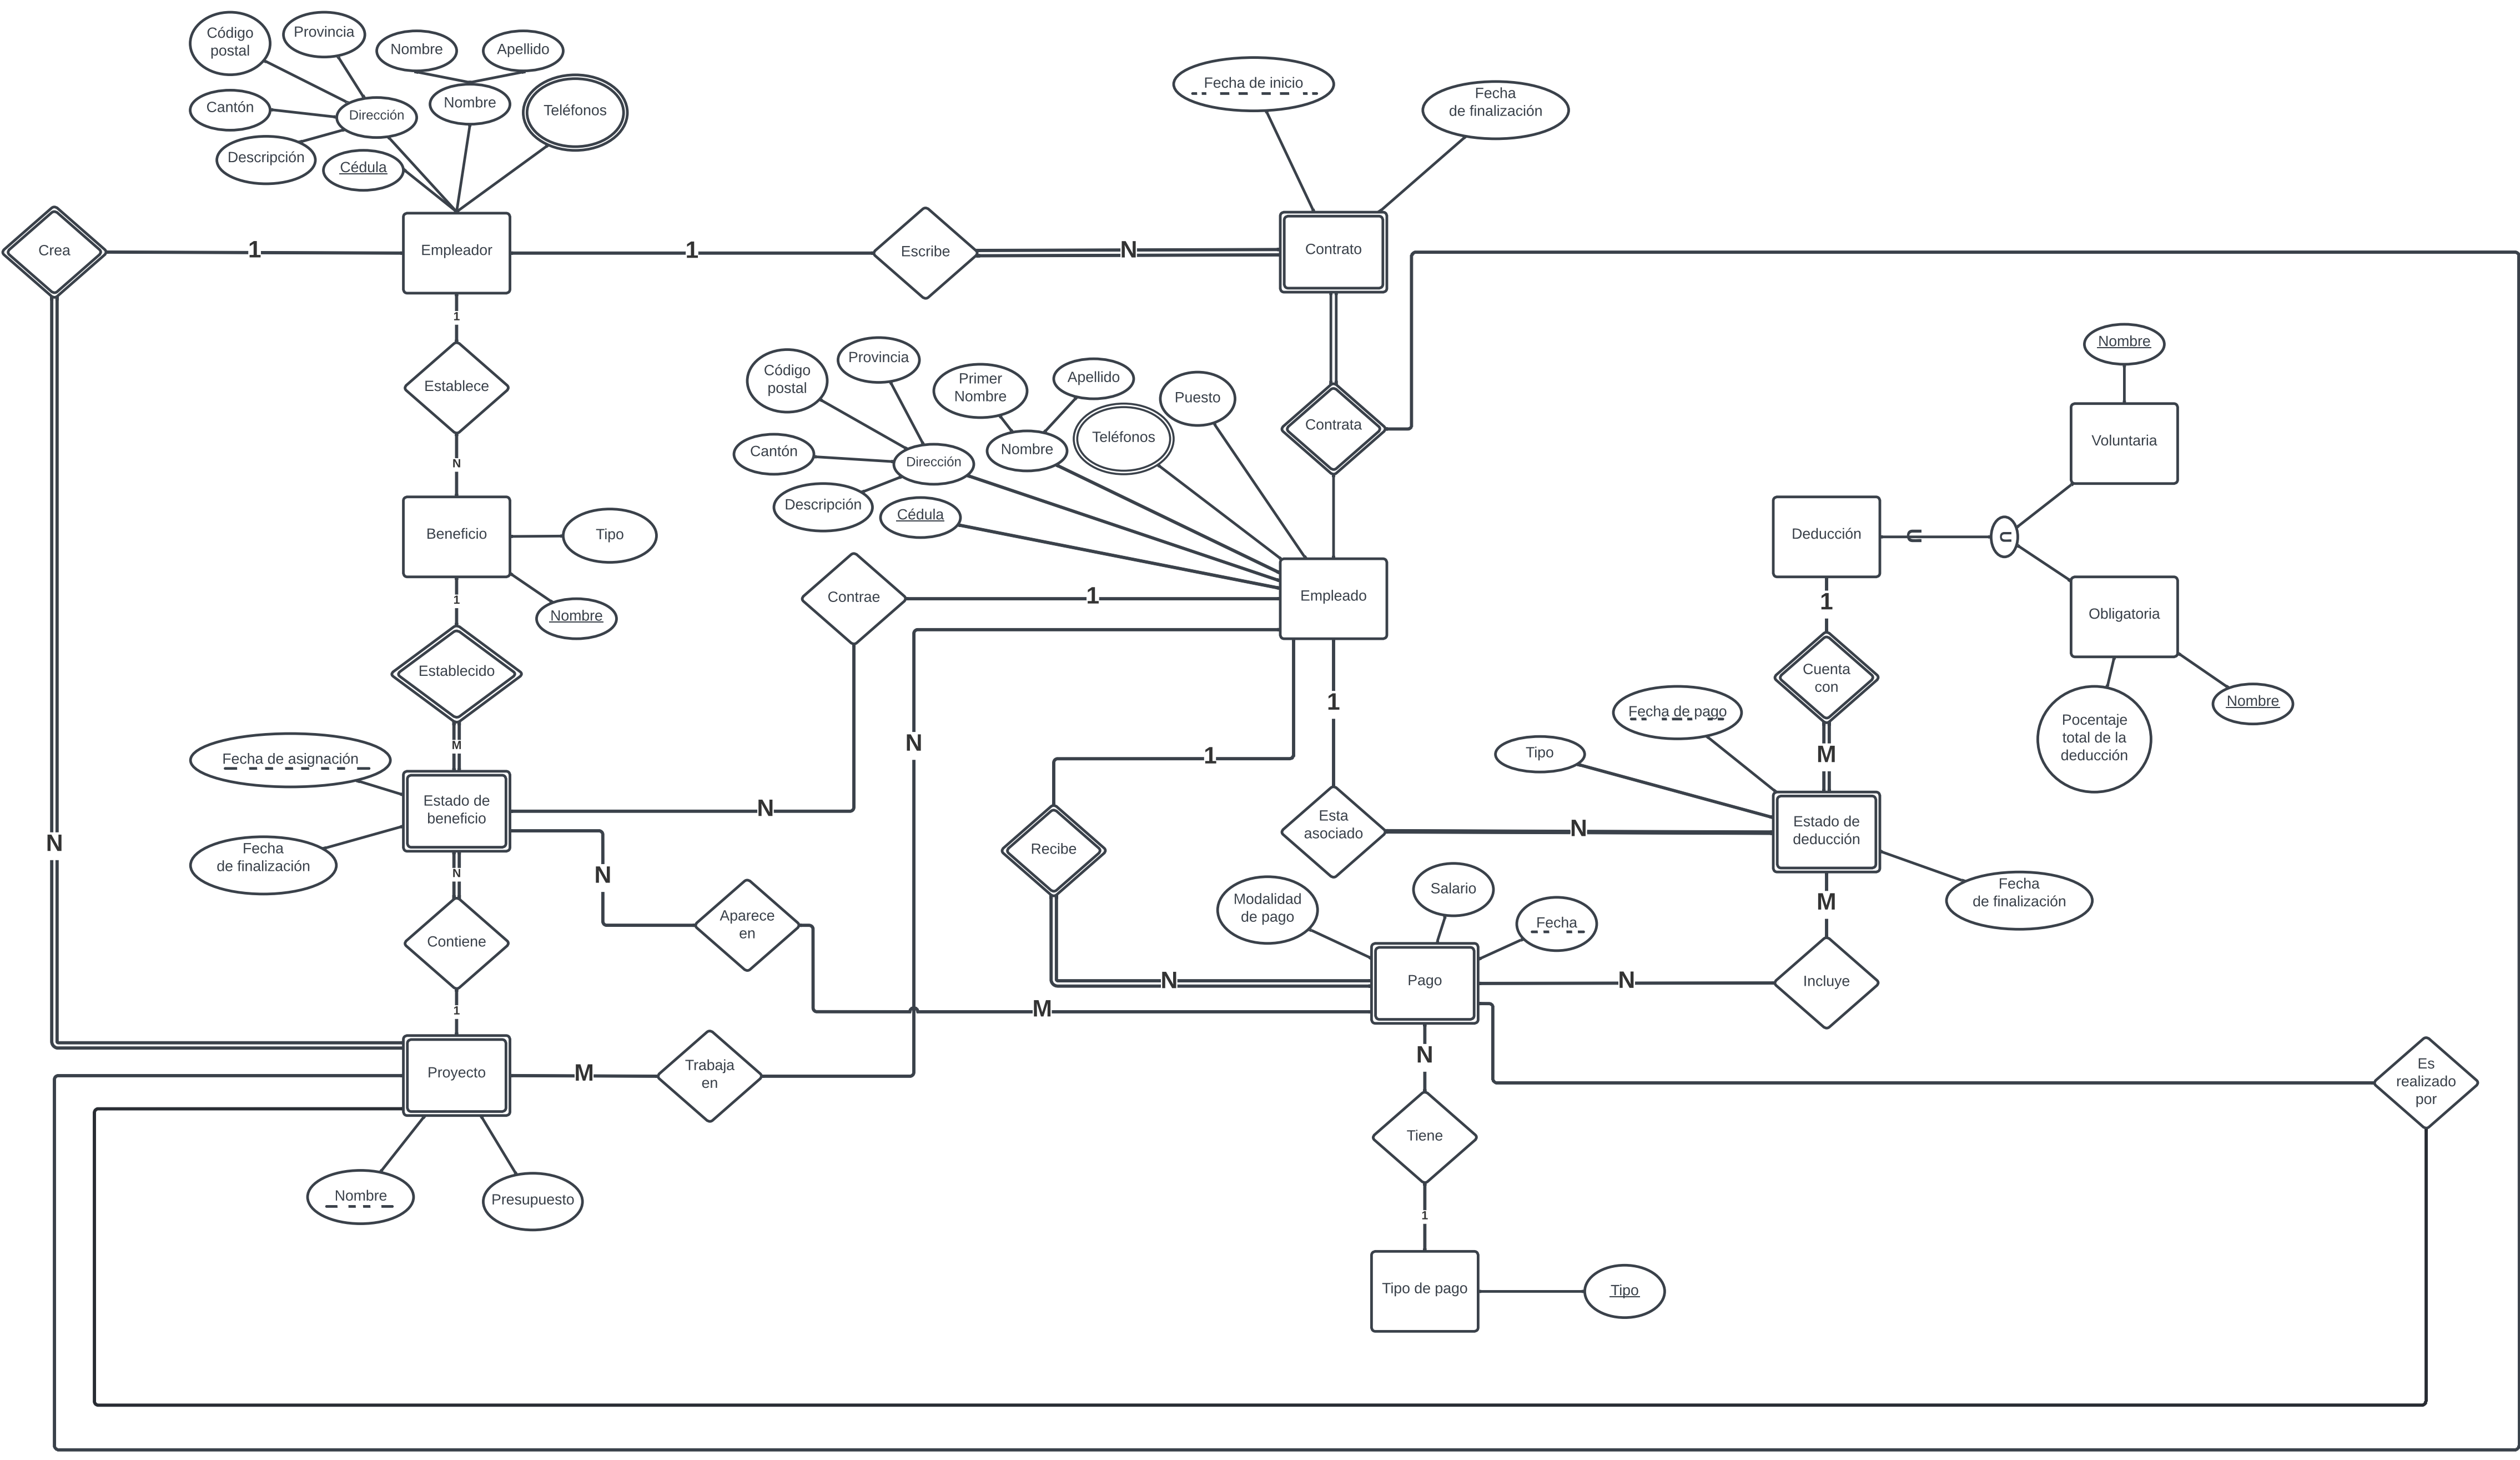 Código
postal
Provincia
Nombre
Apellido
Cantón
Dirección
Nombre
Teléfonos
Descripción
Cédula
Fecha de inicio
Fecha
de finalización
Crea
1
Empleador
1
Escribe
N
Contrato
1
Establece
N
Beneficio
Tipo
1
Nombre
Establecido
M
Fecha de asignación
Estado de
beneficio
Fecha
de finalización
N
N
Contiene
1
Proyecto
Nombre
Presupuesto
Código
postal
Provincia
Primer
Nombre
Apellido
Puesto
Cantón
Dirección
Nombre
Teléfonos
Descripción
Cédula
Contrata
Contrae
1
Empleado
N
N
N
Aparece
en
M
M
Trabaja
en
1
1
Recibe
Esta
asociado
N
N
Modalidad
de pago
Salario
Fecha
Pago
N
Incluye
N
Tiene
1
Tipo de pago
Tipo
Nombre
Voluntaria
Deducción
Obligatoria
1
Cuenta
con
Pocentaje
total de la
deducción
Nombre
Fecha de pago
Tipo
M
Estado de
deducción
M
Fecha
de finalización
Es
realizado
por